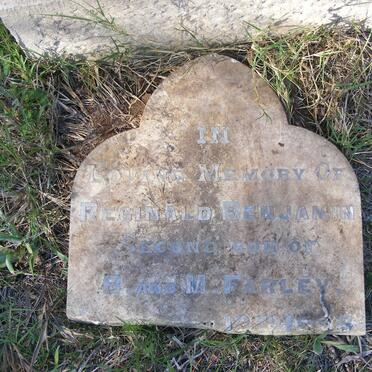 IN
LOVING MEMORY OF
REGINALD BENJAMIN
SECOND SON OF
B. AND M. FARLEY.